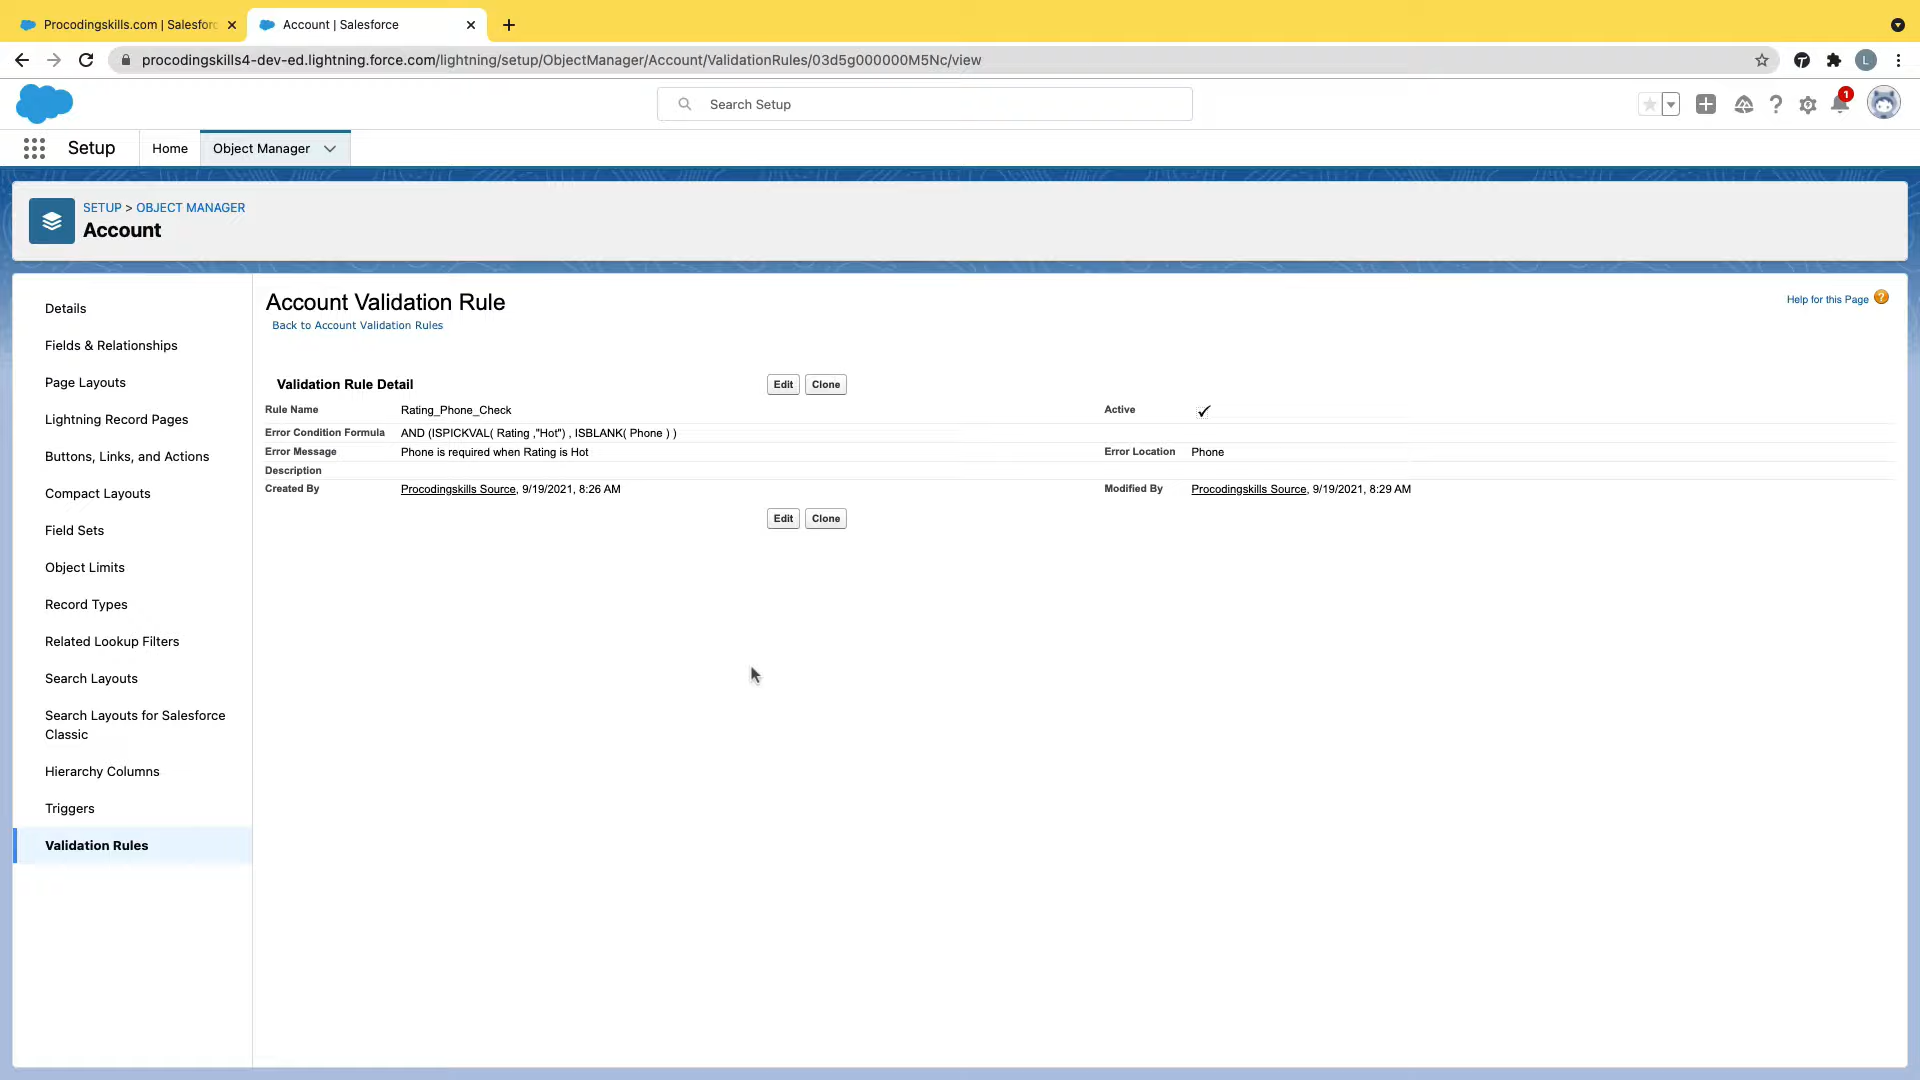 Procodingskills.com | Salesforc
Account | Salesforce
procodingskills4-dev-ed.lightning.force.com/lightning/setup/ObjectManager/Account/ValidationRules/03d5g000000M5Nc/view
L
Search Setup
1
Setup
Home
Object Manager
SETUP > OBJECT MANAGER
Account
Details
Fields & Relationships
Page Layouts
Lightning Record Pages
Buttons, Links, and Actions
Compact Layouts
Field Sets
Object Limits
Record Types
Related Lookup Filters
Search Layouts
Search Layouts for Salesforce
Classic
Hierarchy Columns
Triggers
Validation Rules
Account Validation Rule
Help for this Page ?
Back to Account Validation Rules
Validation Rule Detail
Edit Clone
Rule Name Rating_Phone_Check Active ✓
Error Condition Formula AND (ISPICKVAL( Rating ,"Hot") , ISBLANK( Phone ) )
Error Message Phone is required when Rating is Hot Error Location Phone
Description
Created By Procodingskills Source, 9/19/2021, 8:26 AM Modified By Procodingskills Source, 9/19/2021, 8:29 AM
Edit Clone